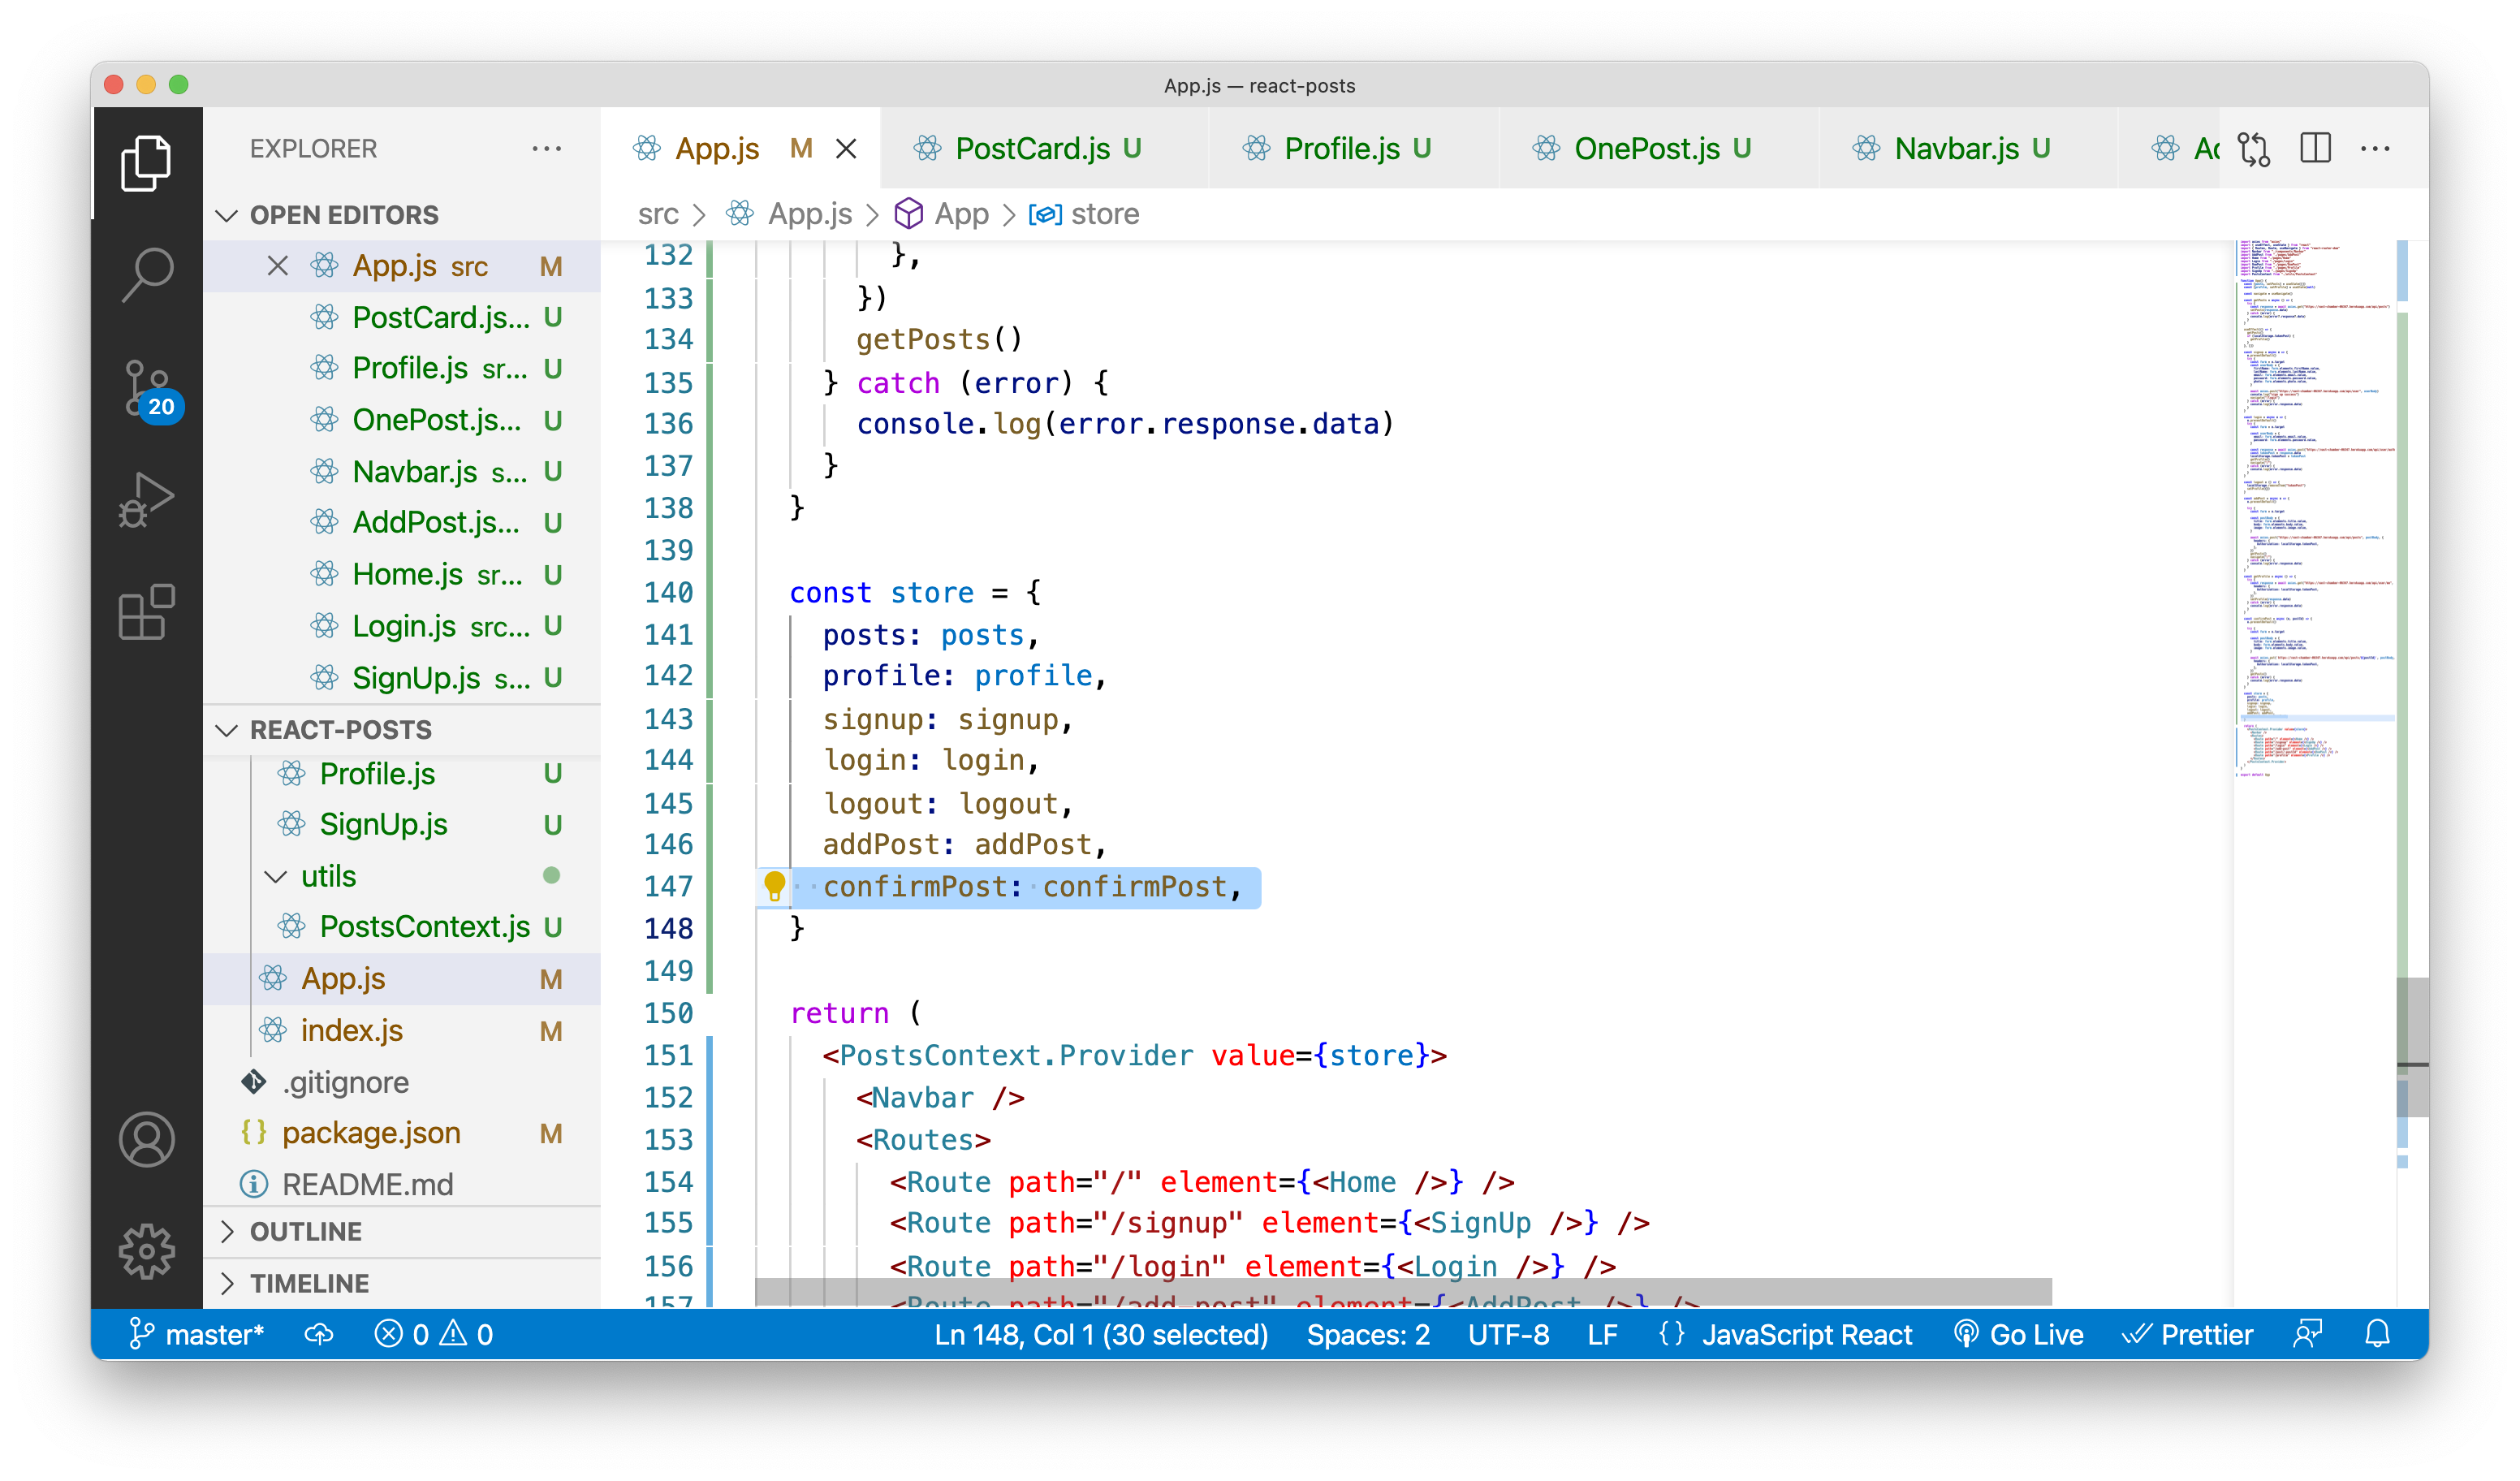 App.js — react-posts
EXPLORER
OPEN EDITORS
App.js src M
PostCard.js... U
Profile.js sr... U
OnePost.js... U
Navbar.js s... U
AddPost.js... U
Home.js sr... U
Login.js src... U
SignUp.js s... U
REACT-POSTS
Profile.js U
SignUp.js U
utils
PostsContext.js U
App.js M
index.js M
.gitignore
package.json M
README.md
OUTLINE
TIMELINE
20
App.js M
PostCard.js U
Profile.js U
OnePost.js U
Navbar.js U
src > App.js > App > store
132 },
133 })
134 getPosts()
135 } catch (error) {
136 console.log(error.response.data)
137 }
138 }
139
140 const store = {
141 posts: posts,
142 profile: profile,
143 signup: signup,
144 login: login,
145 logout: logout,
146 addPost: addPost,
147 confirmPost: confirmPost,
148 }
149
150 return (
151 <PostsContext.Provider value={store}>
152 <Navbar />
153 <Routes>
154 <Route path="/" element={<Home />} />
155 <Route path="/signup" element={<SignUp />} />
156 <Route path="/login" element={<Login />} />
157 <Route path="/add-post" element={<AddPost />} />
master* 0 0 Ln 148, Col 1 (30 selected) Spaces: 2 UTF-8 LF {} JavaScript React Go Live Prettier